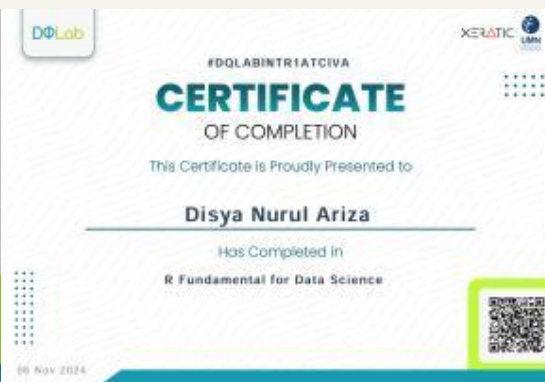 DQLab
XERATIC
UMN
#DQLABINTR1ATCIVA
CERTIFICATE
OF COMPLETION
This Certificate is Proudly Presented to
Disya Nurul Ariza
Has Completed in
R Fundamental for Data Science
06 Nov 2024